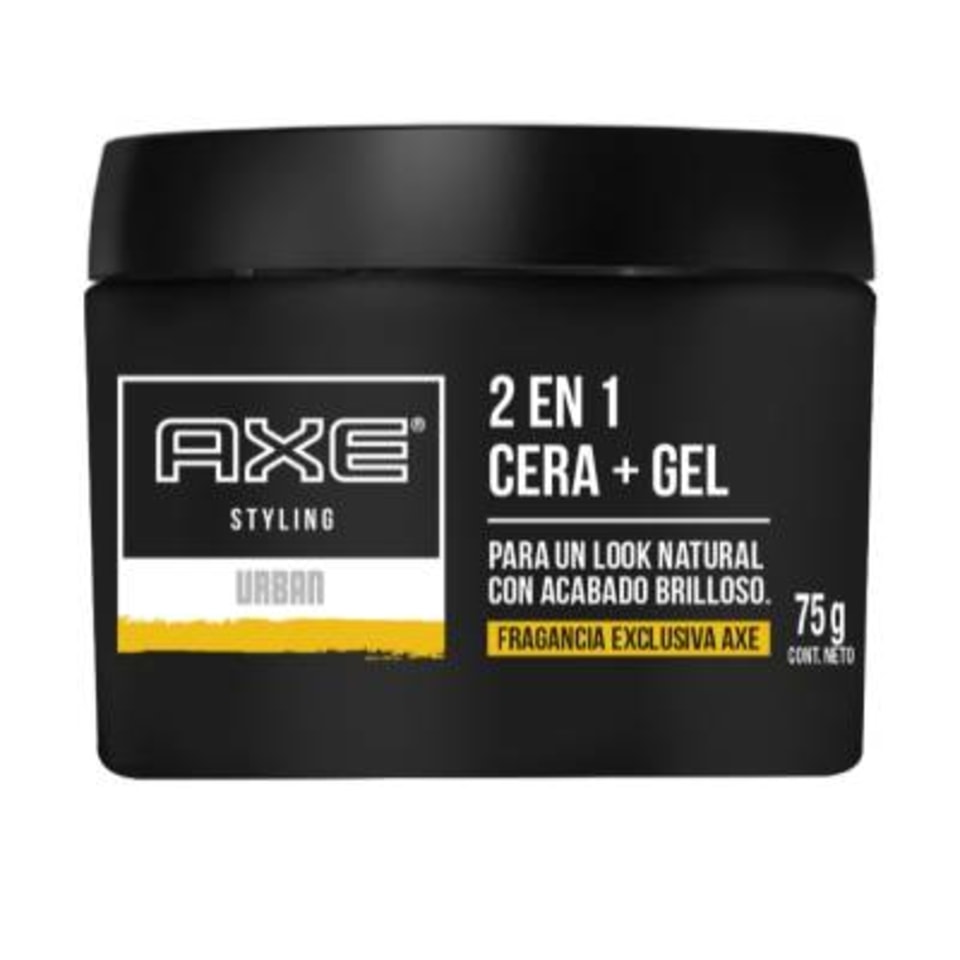 AXE®
STYLING
URBAN
2 EN 1
CERA + GEL
PARA UN LOOK NATURAL
CON ACABADO BRILLOSO.
FRAGANCIA EXCLUSIVA AXE
75 g
CONT. NETO